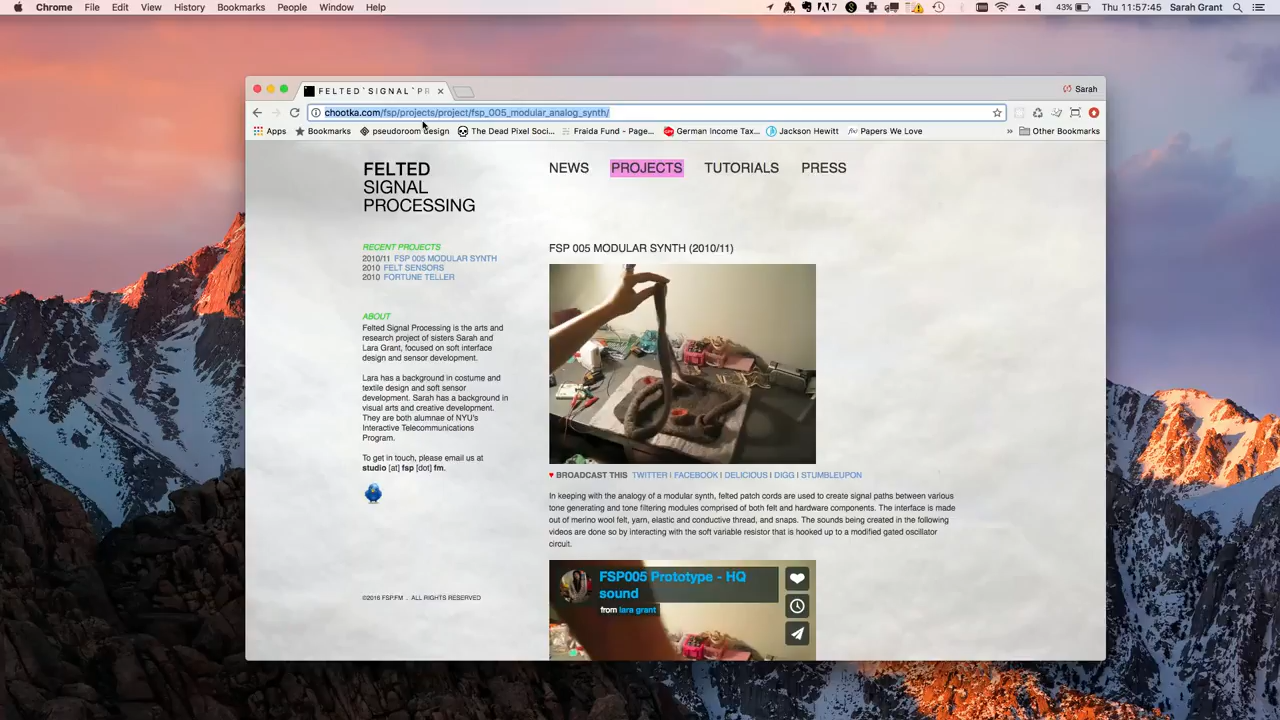 Chrome File Edit View History Bookmarks People Window Help
7 43% Thu 11:57:45 Sarah Grant
FELTED`SIGNAL`PR
Sarah
chootka.com/fsp/projects/project/fsp_005_modular_analog_synth/
Apps Bookmarks pseudoroom design The Dead Pixel Soci... Fraida Fund - Page... German Income Tax... Jackson Hewitt Papers We Love » Other Bookmarks
FELTED
SIGNAL
PROCESSING
NEWS PROJECTS TUTORIALS PRESS
RECENT PROJECTS
2010/11 FSP 005 MODULAR SYNTH
2010 FELT SENSORS
2010 FORTUNE TELLER
ABOUT
Felted Signal Processing is the arts and
research project of sisters Sarah and
Lara Grant, focused on soft interface
design and sensor development.
Lara has a background in costume and
textile design and soft sensor
development. Sarah has a background in
visual arts and creative development.
They are both alumnae of NYU's
Interactive Telecommunications
Program.
To get in touch, please email us at
studio [at] fsp [dot] fm.
©2016 FSP.FM . ALL RIGHTS RESERVED
FSP 005 MODULAR SYNTH (2010/11)
♥ BROADCAST THIS TWITTER | FACEBOOK | DELICIOUS | DIGG | STUMBLEUPON
In keeping with the analogy of a modular synth, felted patch cords are used to create signal paths between various
tone generating and tone filtering modules comprised of both felt and hardware components. The interface is made
out of merino wool felt, yarn, elastic and conductive thread, and snaps. The sounds being created in the following
videos are done so by interacting with the soft variable resistor that is hooked up to a modified gated oscillator
circuit.
FSP005 Prototype - HQ
sound
from lara grant